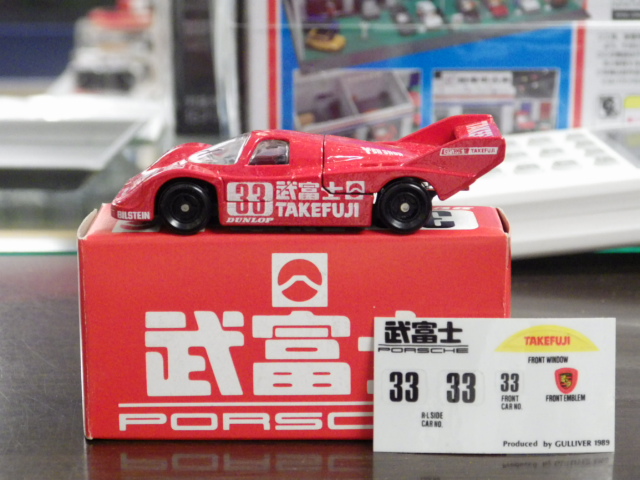 33
武富士
TAKEFUJI
DUNLOP
BILSTEIN
TAKEFUJI
武富士
PORSC
武富士
PORSCHE
TAKEFUJI
FRONT WINDOW
33
33
33
R·L SIDE
CAR NO.
FRONT
CAR NO.
FRONT EMBLEM
Produced by GULLIVER 1989